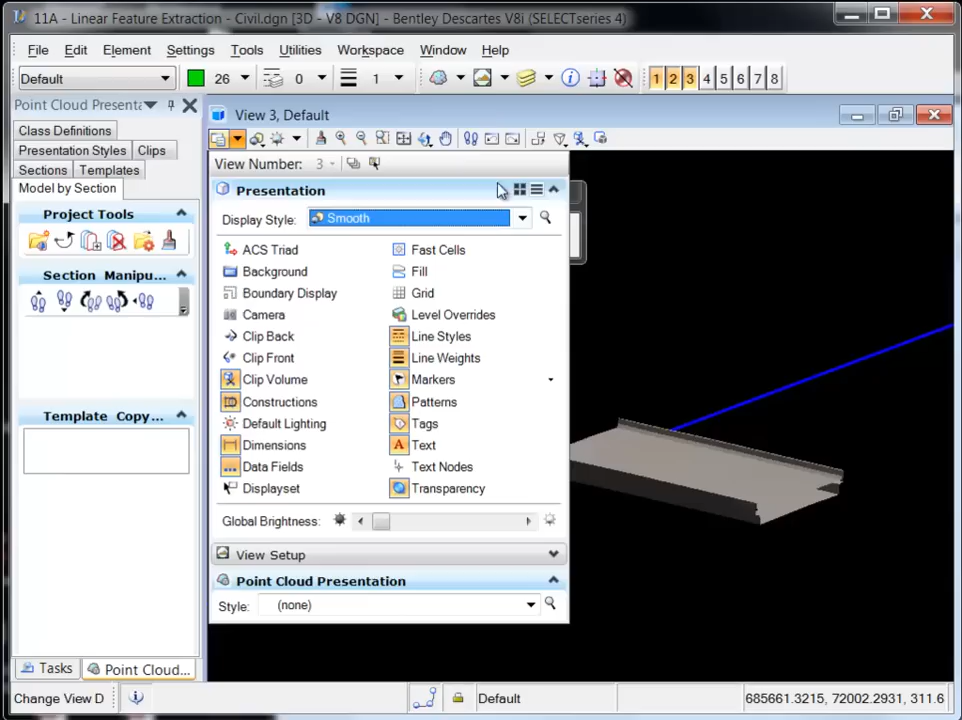 11A - Linear Feature Extraction - Civil.dgn [3D - V8 DGN] - Bentley Descartes V8i (SELECTseries 4)
File Edit Element Settings Tools Utilities Workspace Window Help
Default 26 0 1 1 2 3 4 5 6 7 8
Point Cloud Presenta
View 3, Default
Class Definitions
Presentation Styles Clips
Sections Templates
Model by Section
Project Tools
Section Manipu...
Template Copy...
View Number: 3
Presentation
Display Style: Smooth
ACS Triad Fast Cells
Background Fill
Boundary Display Grid
Camera Level Overrides
Clip Back Line Styles
Clip Front Line Weights
Clip Volume Markers
Constructions Patterns
Default Lighting Tags
Dimensions Text
Data Fields Text Nodes
Displayset Transparency
Global Brightness:
View Setup
Point Cloud Presentation
Style: (none)
Tasks Point Cloud...
Change View D Default 685661.3215, 72002.2931, 311.6